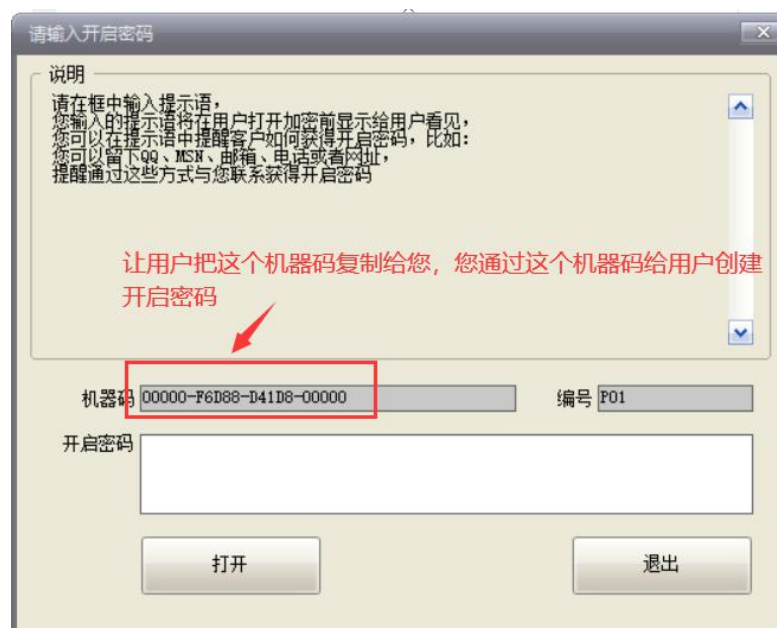 请输入开启密码
说明
请在框中输入提示语，
您输入的提示语将在用户打开加密前显示给用户看见，
您可以在提示语中提醒客户如何获得开启密码，比如：
您可以留下QQ、MSN、邮箱、电话或者网址，
提醒通过这些方式与您联系获得开启密码
让用户把这个机器码复制给您，您通过这个机器码给用户创建
开启密码
机器码 00000-F6D88-D41D8-00000 编号 P01
开启密码
打开 退出